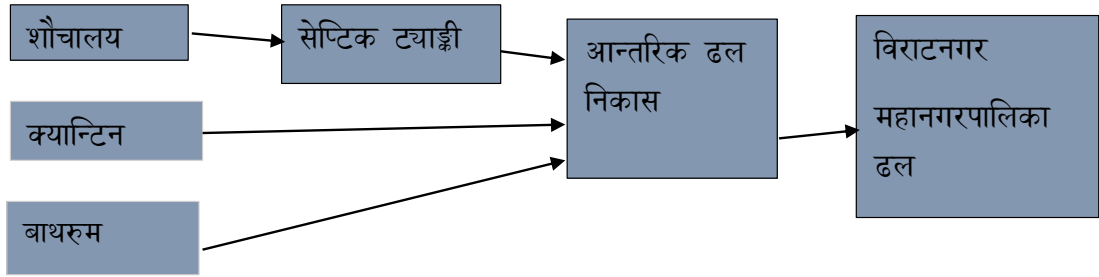 शौचालय
सेप्टिक ट्याङ्की
आन्तरिक ढल
निकास
विराटनगर
महानगरपालिका
ढल
क्यान्टिन
बाथरुम